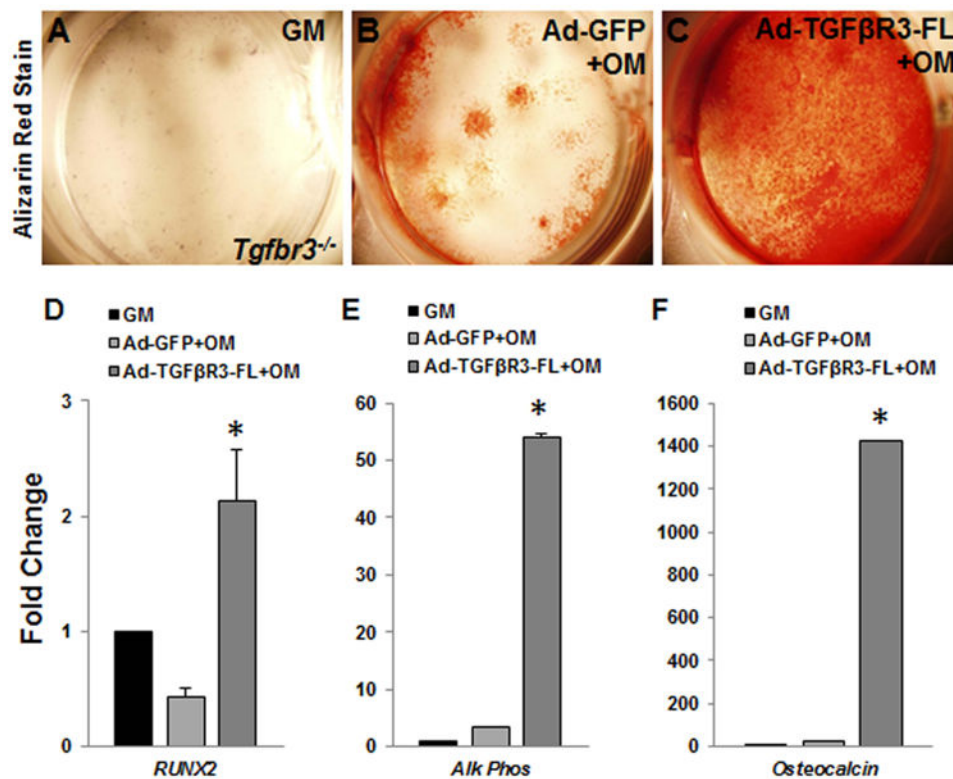 A
GM
Tgfbr3-/-
B
Ad-GFP
+OM
C
Ad-TGFβR3-FL
+OM
Alizarin Red Stain
D
GM
Ad-GFP+OM
Ad-TGFβR3-FL+OM
3
2
1
0
Fold Change
*
RUNX2
E
GM
Ad-GFP+OM
Ad-TGFβR3-FL+OM
60
50
40
30
20
10
0
*
Alk Phos
F
GM
Ad-GFP+OM
Ad-TGFβR3-FL+OM
1600
1400
1200
1000
800
600
400
200
0
*
Osteocalcin